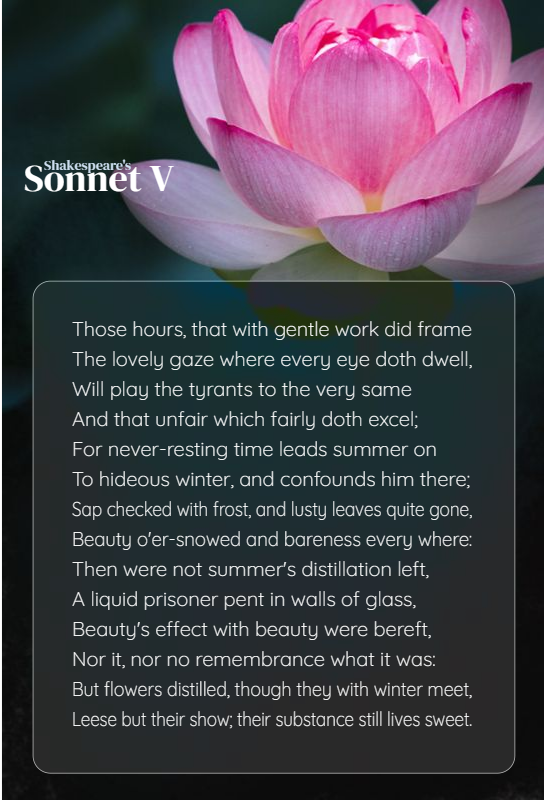 Shakespeare's
Sonnet V
Those hours, that with gentle work did frame
The lovely gaze where every eye doth dwell,
Will play the tyrants to the very same
And that unfair which fairly doth excel;
For never-resting time leads summer on
To hideous winter, and confounds him there;
Sap checked with frost, and lusty leaves quite gone,
Beauty o'er-snowed and bareness every where:
Then were not summer's distillation left,
A liquid prisoner pent in walls of glass,
Beauty's effect with beauty were bereft,
Nor it, nor no remembrance what it was:
But flowers distilled, though they with winter meet,
Leese but their show; their substance still lives sweet.